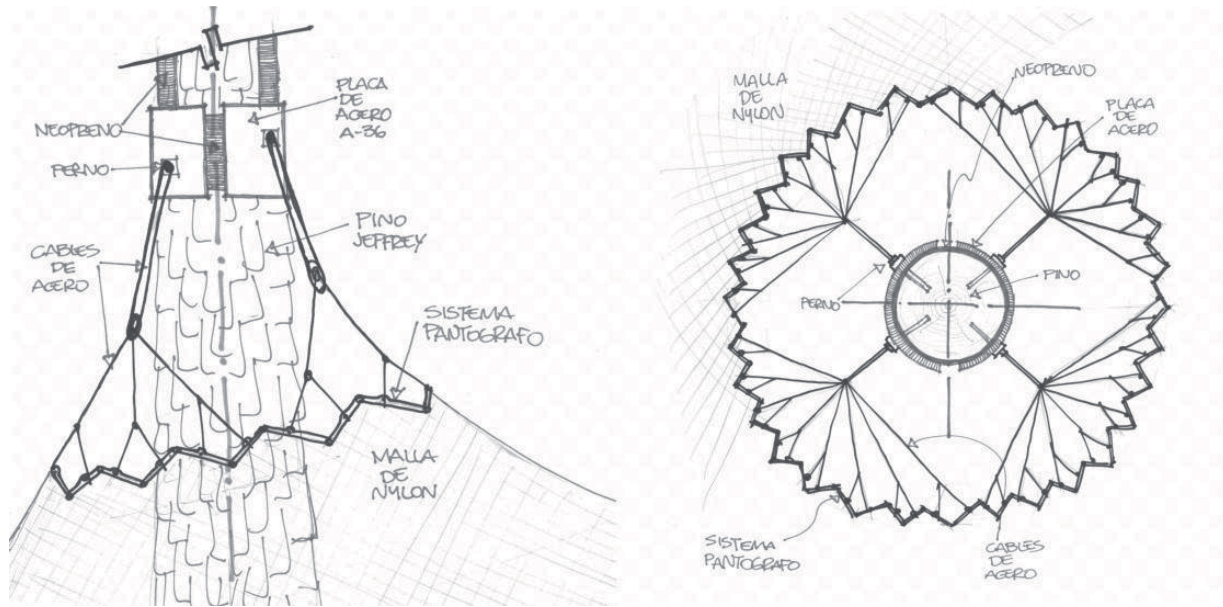 NEOPRENO
PERNO
CABLES
DE
ACERO
PLACA
DE
ACERO
A-36
PINO
JEFFREY
SISTEMA
PANTOGRAFO
MALLA
DE
NYLON
MALLA
DE
NYLON
NEOPRENO
PLACA
DE
ACERO
PERNO
PINO
SISTEMA
PANTOGRAFO
CABLES
DE
ACERO